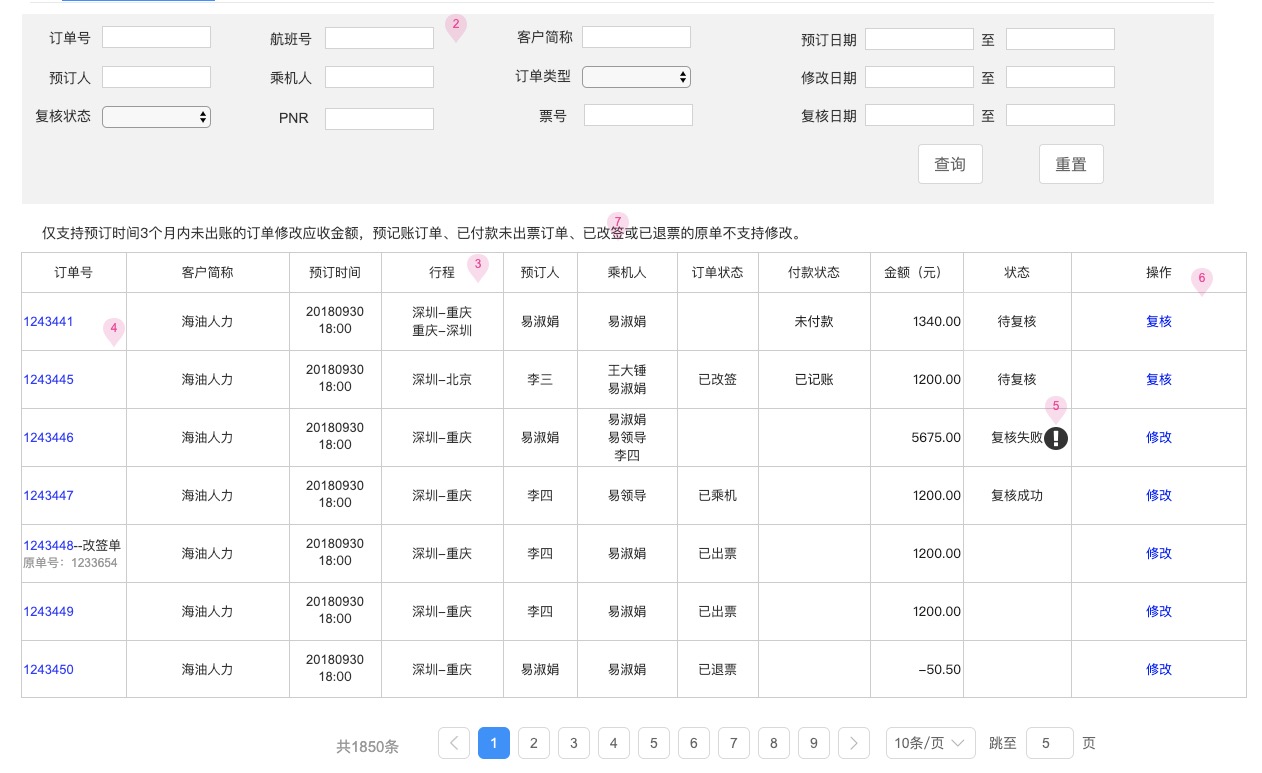 订单号 航班号 2 客户简称 预订日期 至
预订人 乘机人 订单类型 修改日期 至
复核状态 PNR 票号 复核日期 至
查询 重置
7
仅支持预订时间3个月内未出账的订单修改应收金额，预记账订单、已付款未出票订单、已改签或已退票的原单不支持修改。
订单号 客户简称 预订时间 行程 3 预订人 乘机人 订单状态 付款状态 金额（元） 状态 操作 6
1243441 4 海油人力 20180930 18:00 深圳–重庆 重庆–深圳 易淑娟 易淑娟 未付款 1340.00 待复核 复核
1243445 海油人力 20180930 18:00 深圳–北京 李三 王大锤 易淑娟 已改签 已记账 1200.00 待复核 复核
5
1243446 海油人力 20180930 18:00 深圳–重庆 易淑娟 易淑娟 易领导 李四 5675.00 复核失败 ! 修改
1243447 海油人力 20180930 18:00 深圳–重庆 李四 易领导 已乘机 1200.00 复核成功 修改
1243448--改签单 原单号：1233654 海油人力 20180930 18:00 深圳–重庆 李四 易淑娟 已出票 1200.00 修改
1243449 海油人力 20180930 18:00 深圳–重庆 李四 易淑娟 已出票 1200.00 修改
1243450 海油人力 20180930 18:00 深圳–重庆 易淑娟 易淑娟 已退票 –50.50 修改
共1850条 1 2 3 4 5 6 7 8 9 10条/页 跳至 5 页